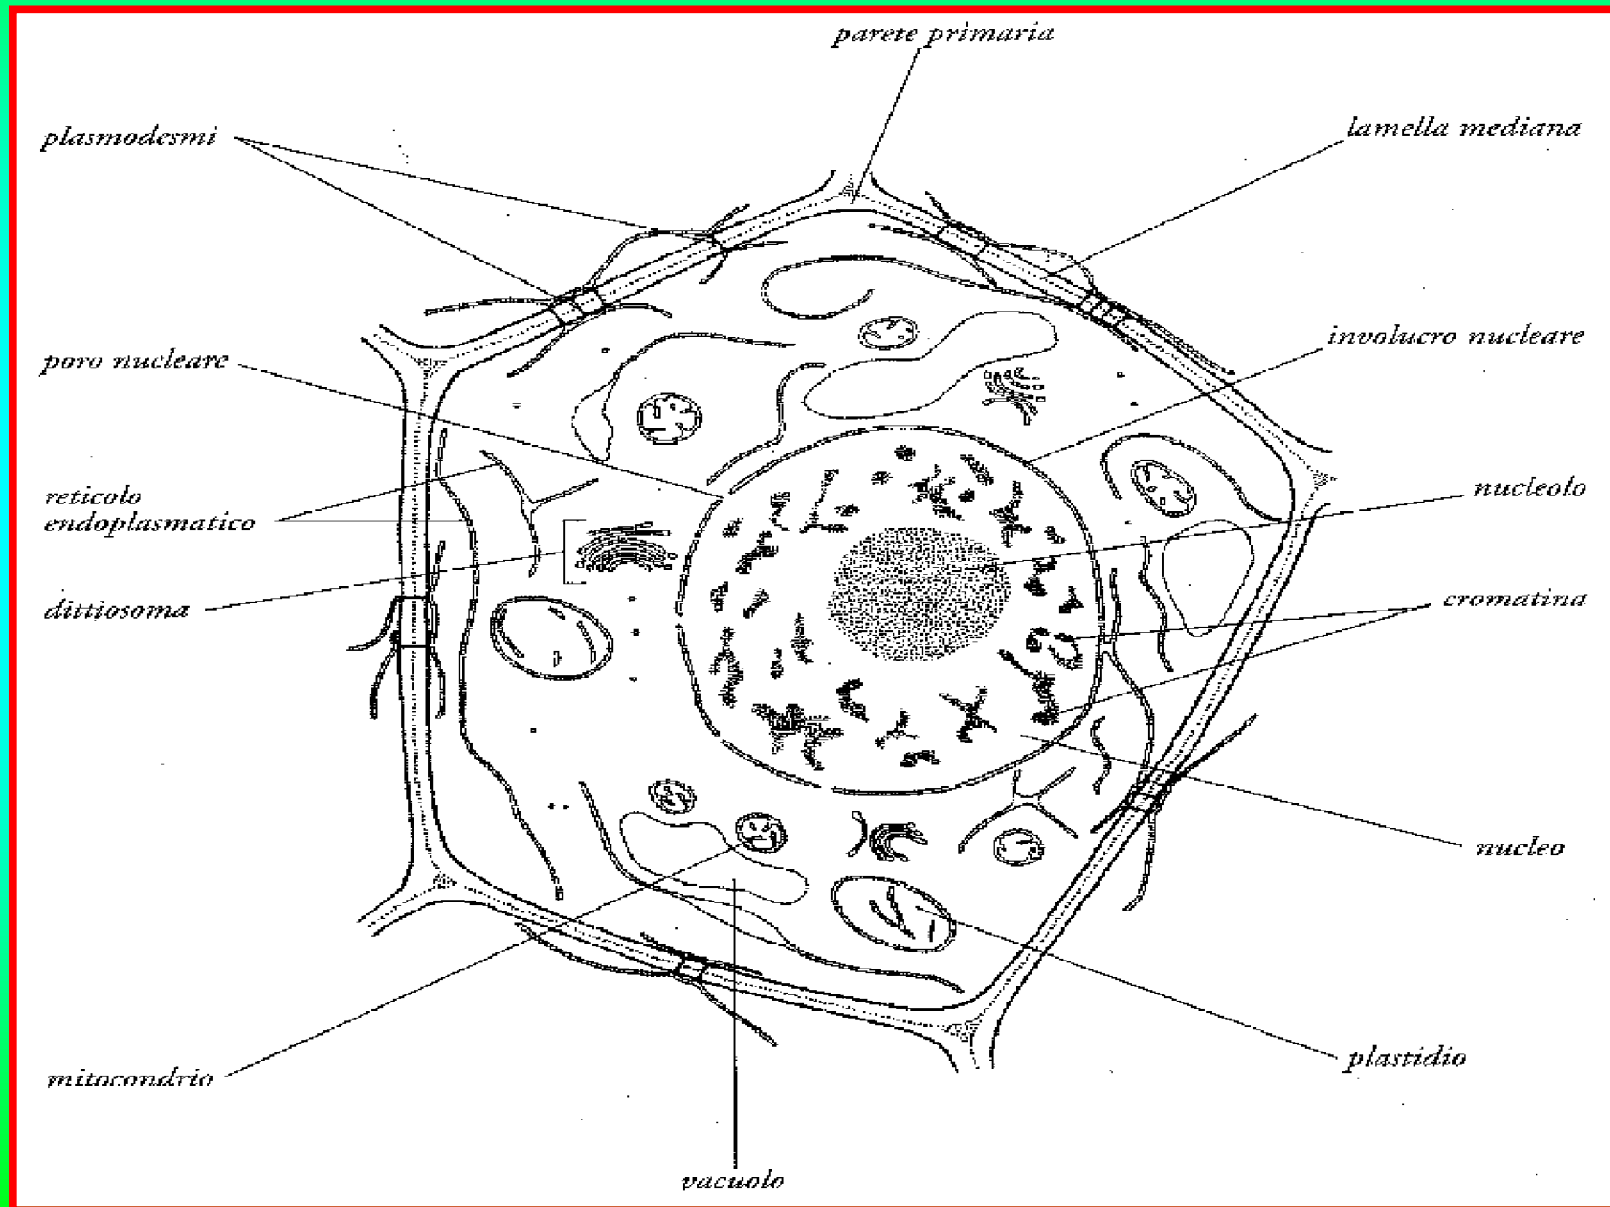 parete primaria
plasmodesmi
lamella mediana
poro nucleare
involucro nucleare
reticolo
endoplasmatico
nucleolo
dittiosoma
cromatina
nucleo
mitocondrio
plastidio
vacuolo